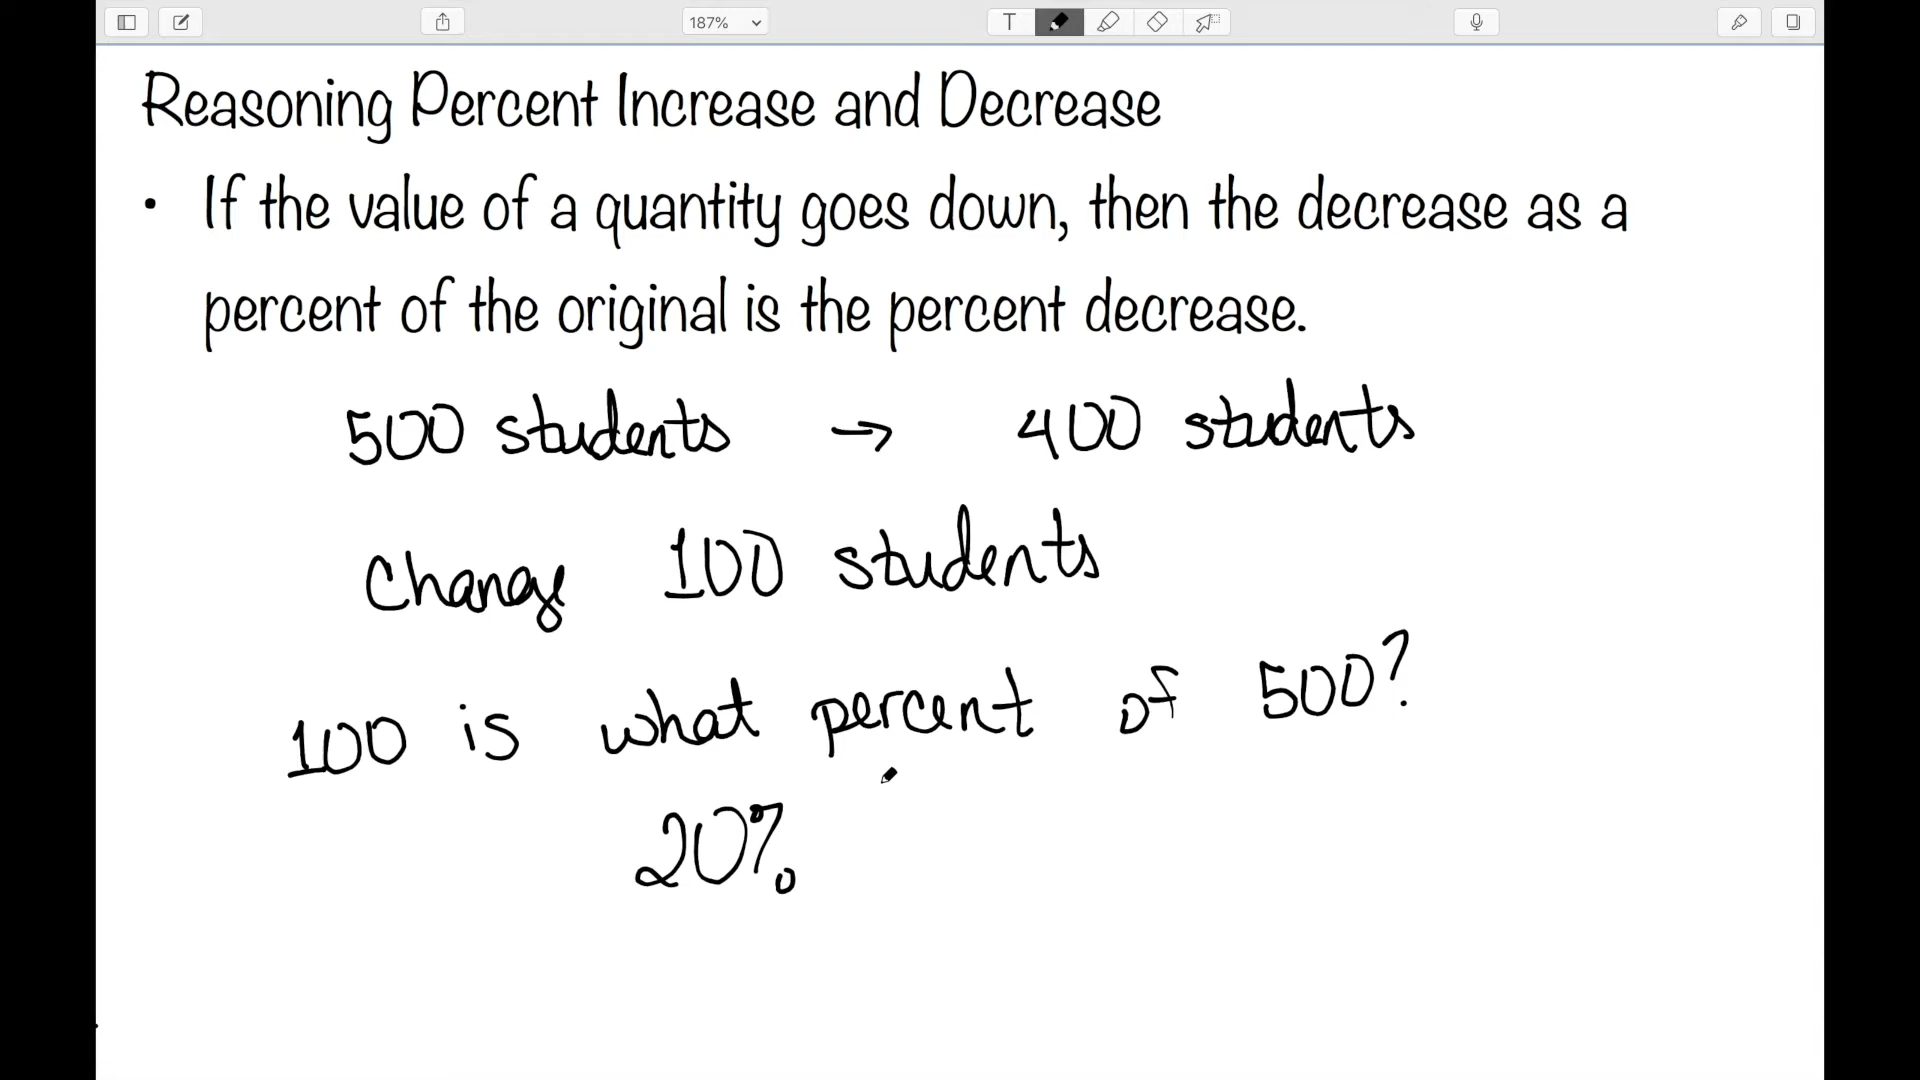 187%
T
Reasoning Percent Increase and Decrease
• If the value of a quantity goes down, then the decrease as a
percent of the original is the percent decrease.
500 students → 400 students
Change 100 students
100 is what percent of 500?
20%